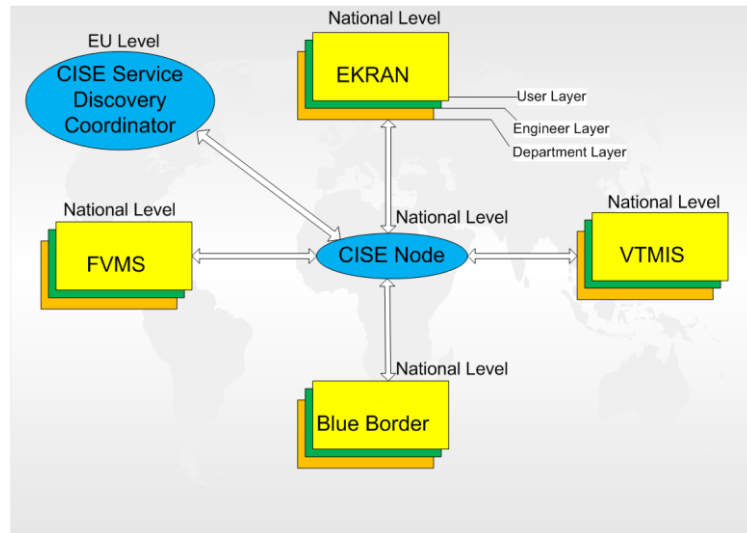 National Level
EU Level
EKRAN
CISE Service
Discovery
Coordinator
User Layer
Engineer Layer
Department Layer
National Level
National Level
National Level
FVMS
CISE Node
VTMIS
National Level
Blue Border